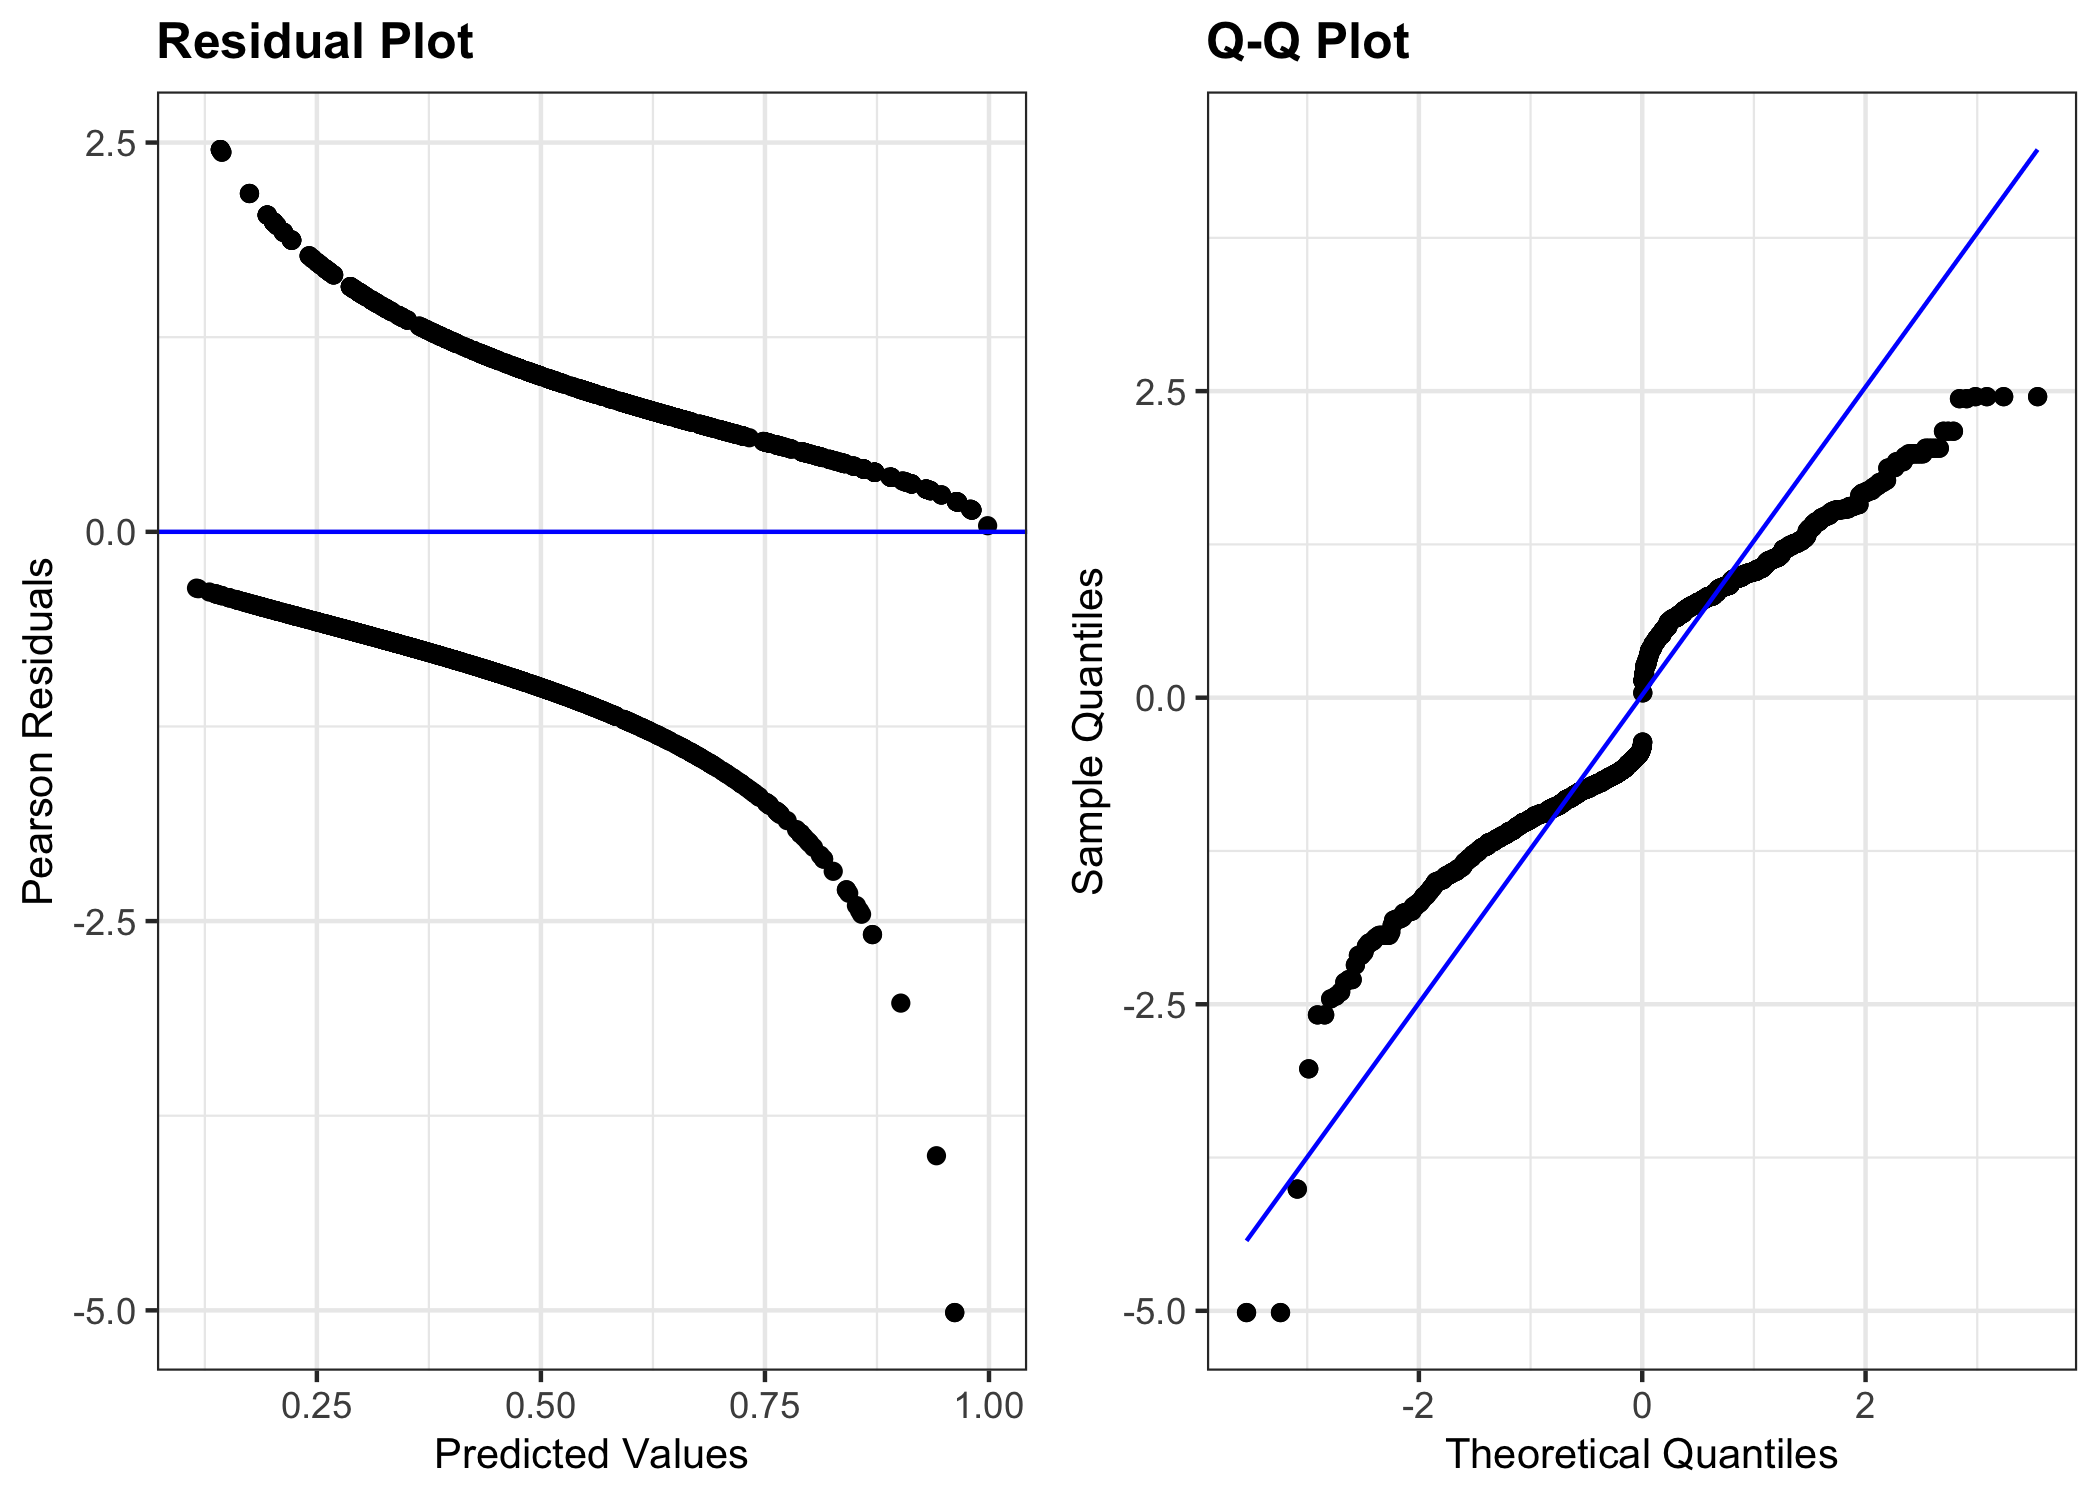 Residual Plot
Pearson Residuals
2.5
0.0
-2.5
-5.0
0.25 0.50 0.75 1.00
Predicted Values
Q-Q Plot
Sample Quantiles
2.5
0.0
-2.5
-5.0
-2 0 2
Theoretical Quantiles